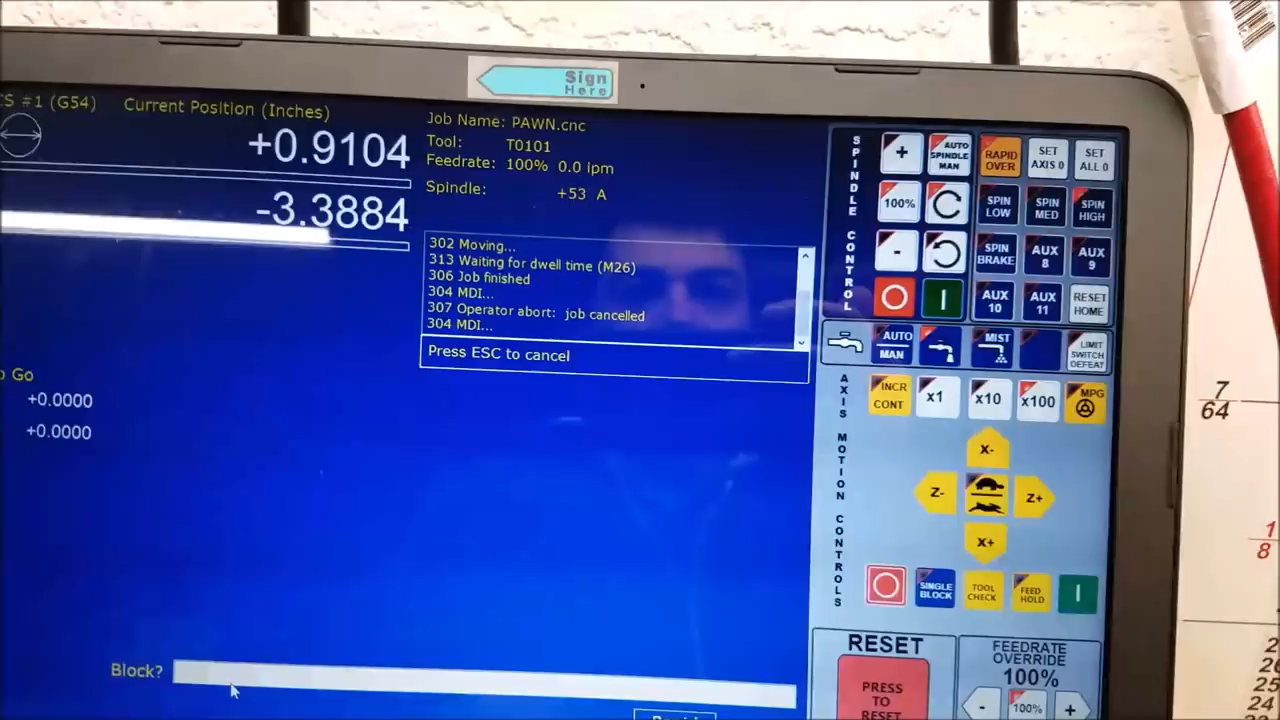 Sign
Here
CS #1 (G54)
Current Position (Inches)
+0.9104
-3.3884
Job Name: PAWN.cnc
Tool: T0101
Feedrate: 100% 0.0 ipm
Spindle: +53 A
302 Moving...
313 Waiting for dwell time (M26)
306 Job finished
304 MDI...
307 Operator abort: job cancelled
304 MDI...
Press ESC to cancel
o Go
+0.0000
+0.0000
Block?
SPINDLE CONTROL
+
AUTO
SPINDLE
MAN
RAPID
OVER
SET
AXIS 0
SET
ALL 0
100%
SPIN
LOW
SPIN
MED
SPIN
HIGH
-
SPIN
BRAKE
AUX
8
AUX
9
AUX
10
AUX
11
RESET
HOME
AUTO
MAN
MIST
LIMIT
SWITCH
DEFEAT
AXIS MOTION CONTROLS
INCR
CONT
x1
x10
x100
MPG
X-
Z-
Z+
X+
SINGLE
BLOCK
TOOL
CHECK
FEED
HOLD
RESET
PRESS
TO
RESET
FEEDRATE
OVERRIDE
100%
-
100%
+
7
64
1
8
2
25
24